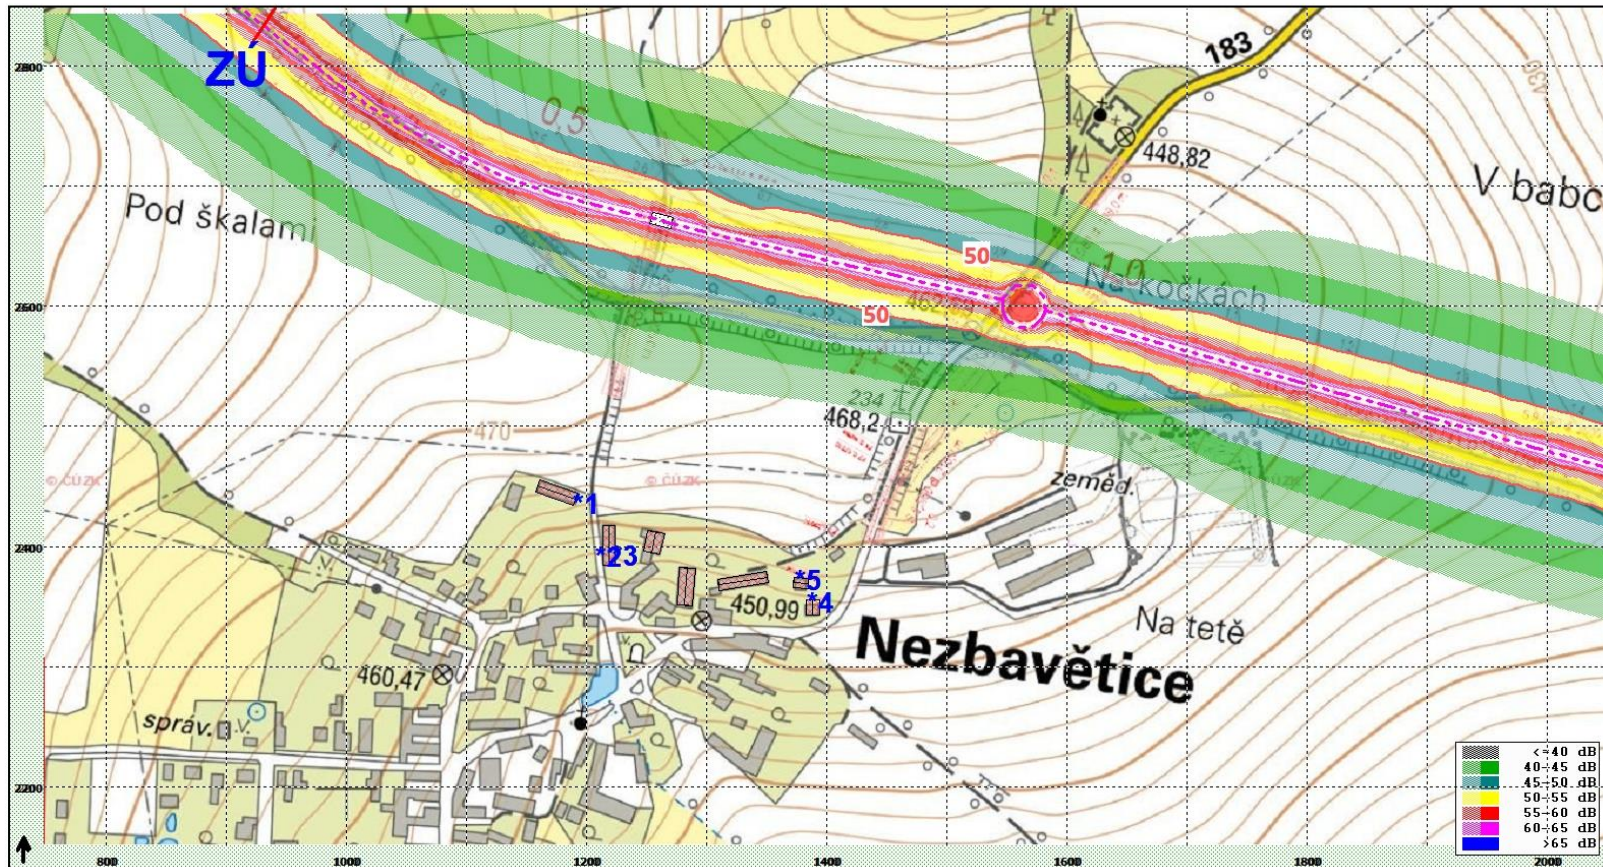 2800
2600
2400
2200
ZÚ
0,5
183
448,82
V babc
Pod škalami
50
1,0
Na kočkách
50
234
468,2
470
© ČÚZK
© ČÚZK
zeměd.
*1
*5
*4
450,99
Na tetě
Nezbavětice
460,47
správ.
<=40 dB
40-45 dB
45-50 dB
50-55 dB
55-60 dB
60-65 dB
>65 dB
800
1000
1200
1400
1600
1800
2000